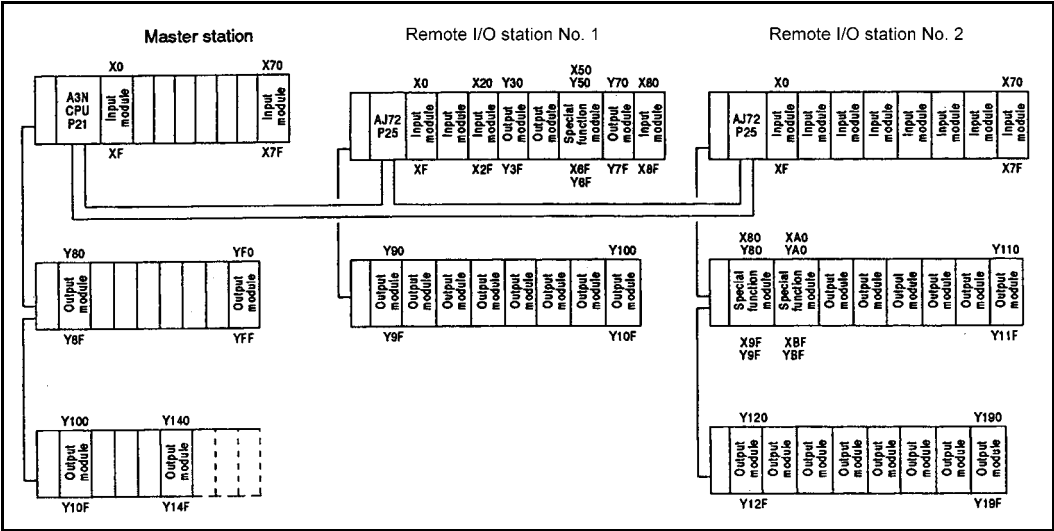 Master station
Remote I/O station No. 1
Remote I/O station No. 2
X0
X70
A3N
CPU
P21
Input
module
Input
module
XF
X7F
X0
X20
Y30
X50
Y50
Y70
X80
AJ72
P25
Input
module
Input
module
Input
module
Output
module
Output
module
Special
function
module
Output
module
Input
module
XF
X2F
Y3F
X6F
Y6F
Y7F
X8F
X0
X70
AJ72
P25
Input
module
Input
module
Input
module
Input
module
Input
module
Input
module
Input
module
Input
module
XF
X7F
Y80
YF0
Output
module
Output
module
Y8F
YFF
Y90
Y100
Output
module
Output
module
Output
module
Output
module
Output
module
Output
module
Output
module
Output
module
Y9F
Y10F
X80
Y80
XA0
YA0
Y110
Special
function
module
Special
function
module
Output
module
Output
module
Output
module
Output
module
Output
module
Output
module
X9F
Y9F
XBF
YBF
Y11F
Y100
Y140
Output
module
Output
module
Y10F
Y14F
Y120
Y190
Output
module
Output
module
Output
module
Output
module
Output
module
Output
module
Output
module
Output
module
Y12F
Y19F